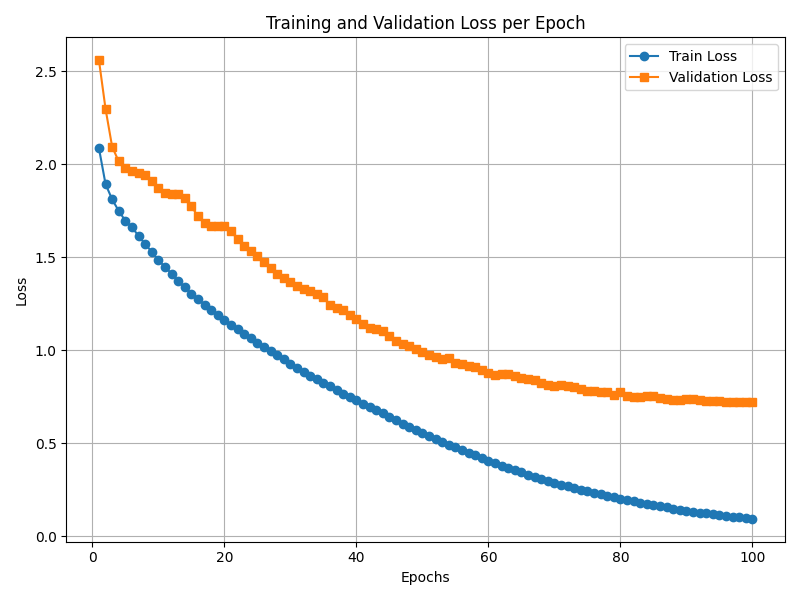 Training and Validation Loss per Epoch
Train Loss
Validation Loss
2.5
2.0
1.5
1.0
0.5
0.0
Loss
0 20 40 60 80 100
Epochs